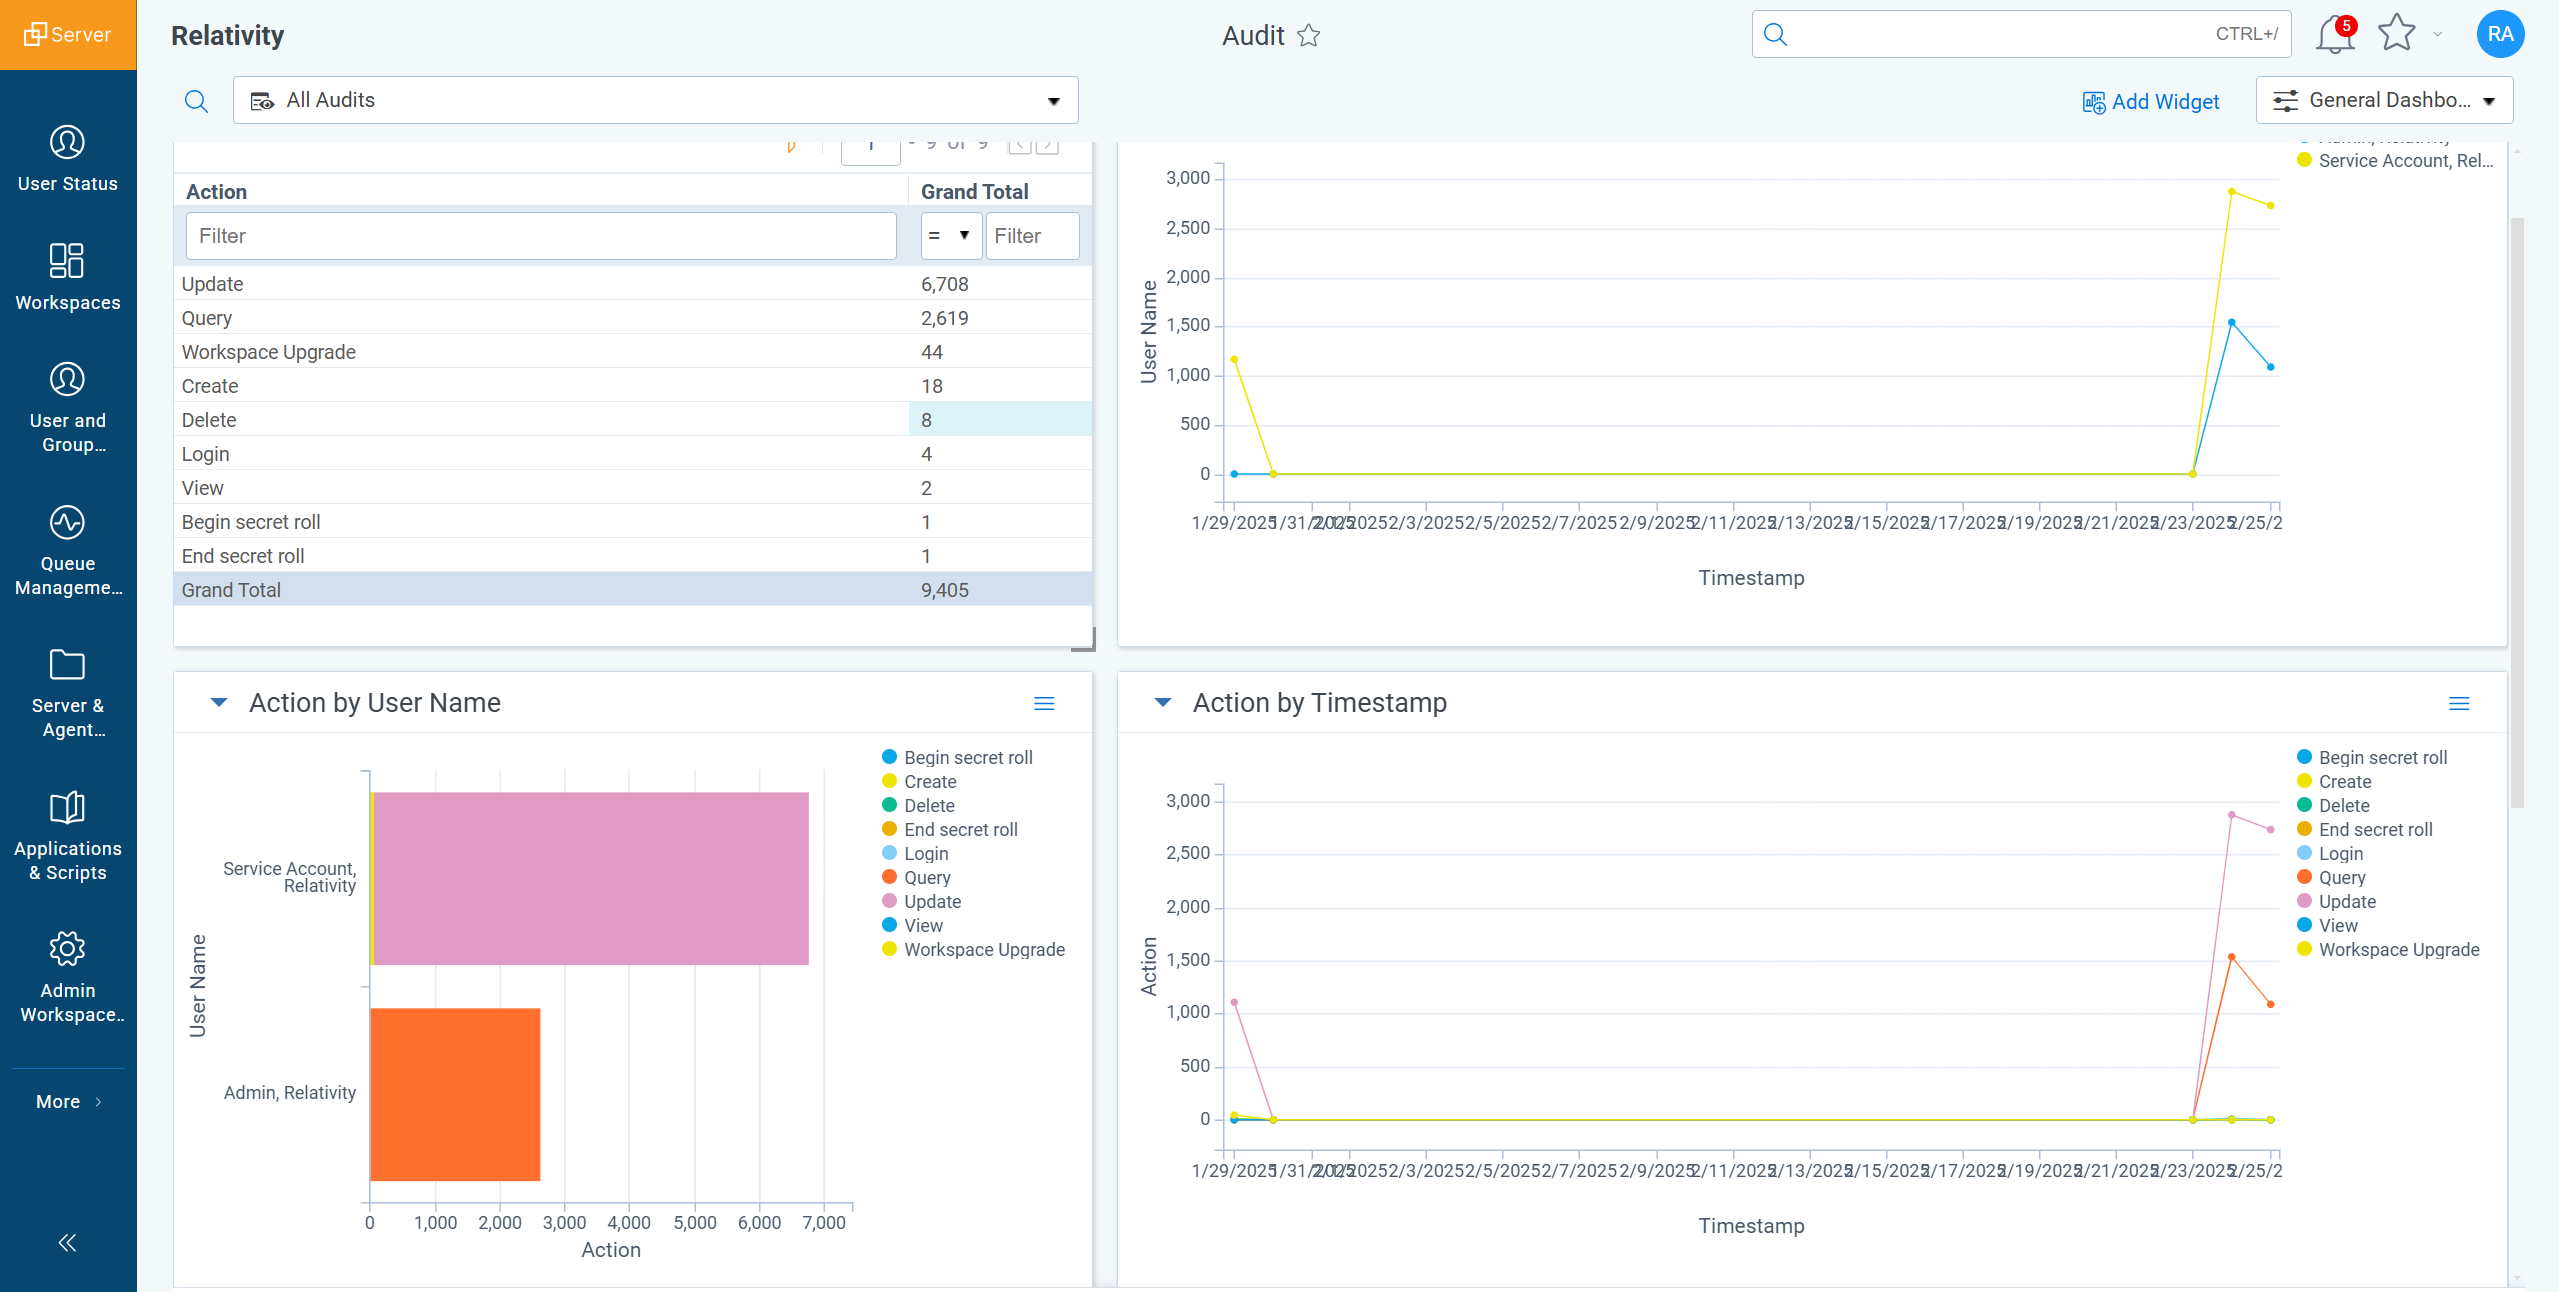 Server
Relativity
Audit
CTRL+/
5
RA
All Audits
Add Widget
General Dashbo...
User Status
Workspaces
User and
Group...
Queue
Manageme...
Server &
Agent...
Applications
& Scripts
Admin
Workspace..
More
- 9 of 9
Action
Grand Total
Filter
=
Filter
Update
6,708
Query
2,619
Workspace Upgrade
44
Create
18
Delete
8
Login
4
View
2
Begin secret roll
1
End secret roll
1
Grand Total
9,405
Admin, Relativity
Service Account, Rel...
3,000
2,500
2,000
1,500
1,000
500
0
User Name
1/29/2025
1/31/2025
2/1/2025
2/3/2025
2/5/2025
2/7/2025
2/9/2025
2/11/2025
2/13/2025
2/15/2025
2/17/2025
2/19/2025
2/21/2025
2/23/2025
2/25/2
Timestamp
Action by User Name
Begin secret roll
Create
Delete
End secret roll
Login
Query
Update
View
Workspace Upgrade
User Name
Service Account,
Relativity
Admin, Relativity
0
1,000
2,000
3,000
4,000
5,000
6,000
7,000
Action
Action by Timestamp
Begin secret roll
Create
Delete
End secret roll
Login
Query
Update
View
Workspace Upgrade
3,000
2,500
2,000
1,500
1,000
500
0
Action
1/29/2025
1/31/2025
2/1/2025
2/3/2025
2/5/2025
2/7/2025
2/9/2025
2/11/2025
2/13/2025
2/15/2025
2/17/2025
2/19/2025
2/21/2025
2/23/2025
2/25/2
Timestamp